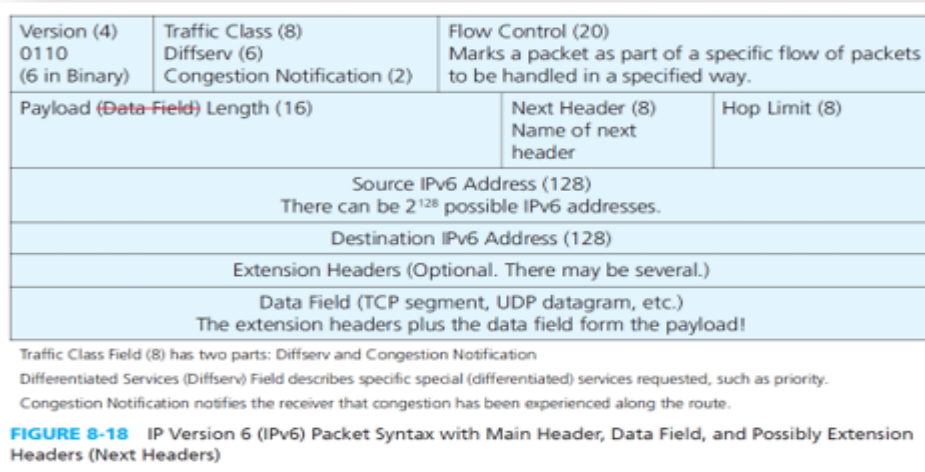 Version (4)
0110
(6 in Binary)
Traffic Class (8)
Diffserv (6)
Congestion Notification (2)
Flow Control (20)
Marks a packet as part of a specific flow of packets
to be handled in a specified way.
Payload (Data Field) Length (16)
Next Header (8)
Name of next
header
Hop Limit (8)
Source IPv6 Address (128)
There can be 2¹²⁸ possible IPv6 addresses.
Destination IPv6 Address (128)
Extension Headers (Optional. There may be several.)
Data Field (TCP segment, UDP datagram, etc.)
The extension headers plus the data field form the payload!
Traffic Class Field (8) has two parts: Diffserv and Congestion Notification
Differentiated Services (Diffserv) Field describes specific special (differentiated) services requested, such as priority.
Congestion Notification notifies the receiver that congestion has been experienced along the route.
FIGURE 8-18 IP Version 6 (IPv6) Packet Syntax with Main Header, Data Field, and Possibly Extension
Headers (Next Headers)